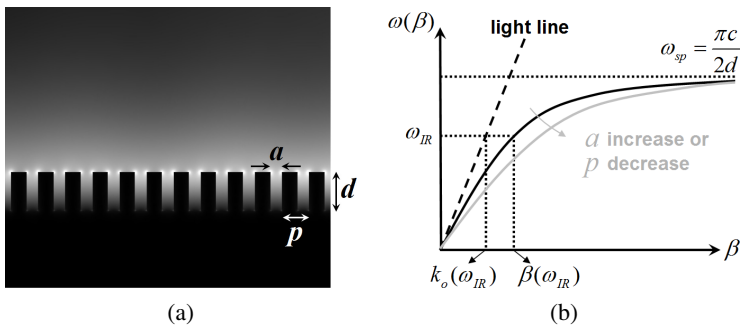 a
d
p
(a)
ω(β)
light line
ω_sp = πc/2d
ω_IR
a increase or
p decrease
β
k_o(ω_IR)
β(ω_IR)
(b)